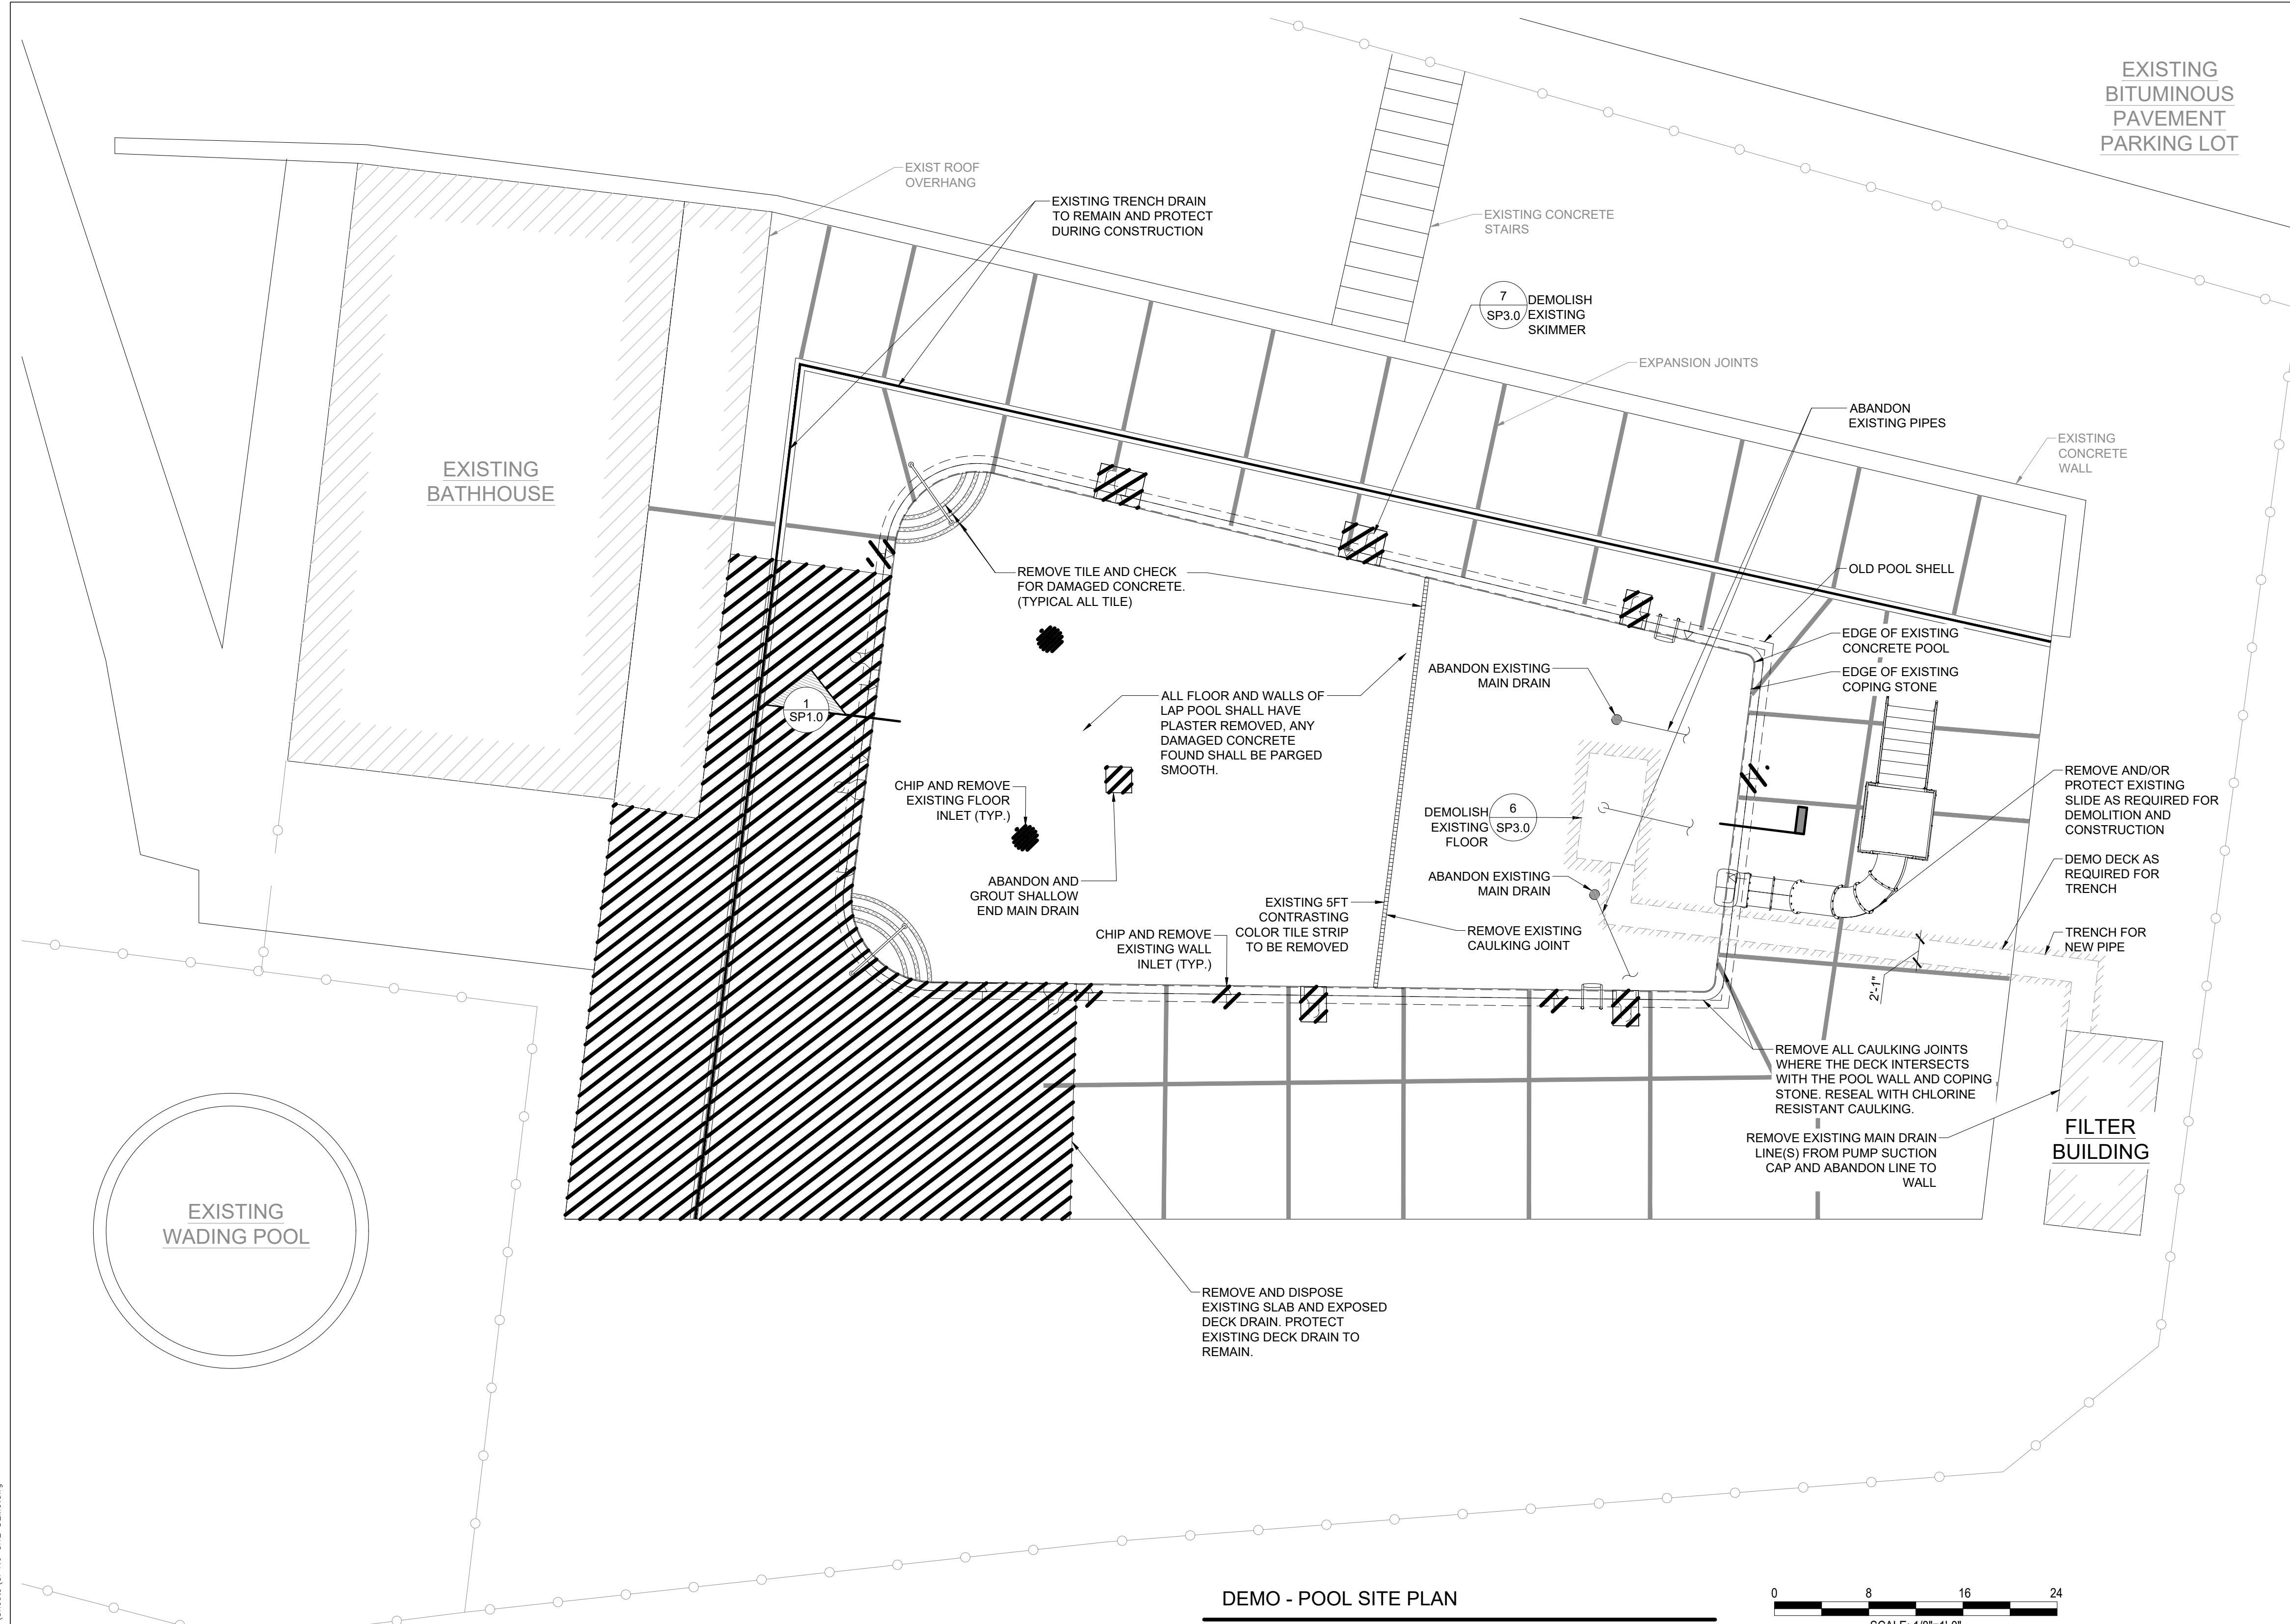 EXISTING
BITUMINOUS
PAVEMENT
PARKING LOT
EXIST ROOF
OVERHANG
EXISTING TRENCH DRAIN
TO REMAIN AND PROTECT
DURING CONSTRUCTION
EXISTING CONCRETE
STAIRS
7
SP3.0
DEMOLISH
EXISTING
SKIMMER
EXPANSION JOINTS
ABANDON
EXISTING PIPES
EXISTING
CONCRETE
WALL
EXISTING
BATHHOUSE
REMOVE TILE AND CHECK
FOR DAMAGED CONCRETE.
(TYPICAL ALL TILE)
OLD POOL SHELL
EDGE OF EXISTING
CONCRETE POOL
EDGE OF EXISTING
COPING STONE
ABANDON EXISTING
MAIN DRAIN
1
SP1.0
ALL FLOOR AND WALLS OF
LAP POOL SHALL HAVE
PLASTER REMOVED, ANY
DAMAGED CONCRETE
FOUND SHALL BE PARGED
SMOOTH.
CHIP AND REMOVE
EXISTING FLOOR
INLET (TYP.)
DEMOLISH
EXISTING
FLOOR
6
SP3.0
REMOVE AND/OR
PROTECT EXISTING
SLIDE AS REQUIRED FOR
DEMOLITION AND
CONSTRUCTION
ABANDON AND
GROUT SHALLOW
END MAIN DRAIN
ABANDON EXISTING
MAIN DRAIN
DEMO DECK AS
REQUIRED FOR
TRENCH
EXISTING 5FT
CONTRASTING
COLOR TILE STRIP
TO BE REMOVED
CHIP AND REMOVE
EXISTING WALL
INLET (TYP.)
REMOVE EXISTING
CAULKING JOINT
TRENCH FOR
NEW PIPE
2'-1"
REMOVE ALL CAULKING JOINTS
WHERE THE DECK INTERSECTS
WITH THE POOL WALL AND COPING
STONE. RESEAL WITH CHLORINE
RESISTANT CAULKING.
REMOVE EXISTING MAIN DRAIN
LINE(S) FROM PUMP SUCTION
CAP AND ABANDON LINE TO
WALL
FILTER
BUILDING
EXISTING
WADING POOL
REMOVE AND DISPOSE
EXISTING SLAB AND EXPOSED
DECK DRAIN. PROTECT
EXISTING DECK DRAIN TO
REMAIN.
DEMO - POOL SITE PLAN
0 8 16 24
SCALE: 1/8"=1'-0"